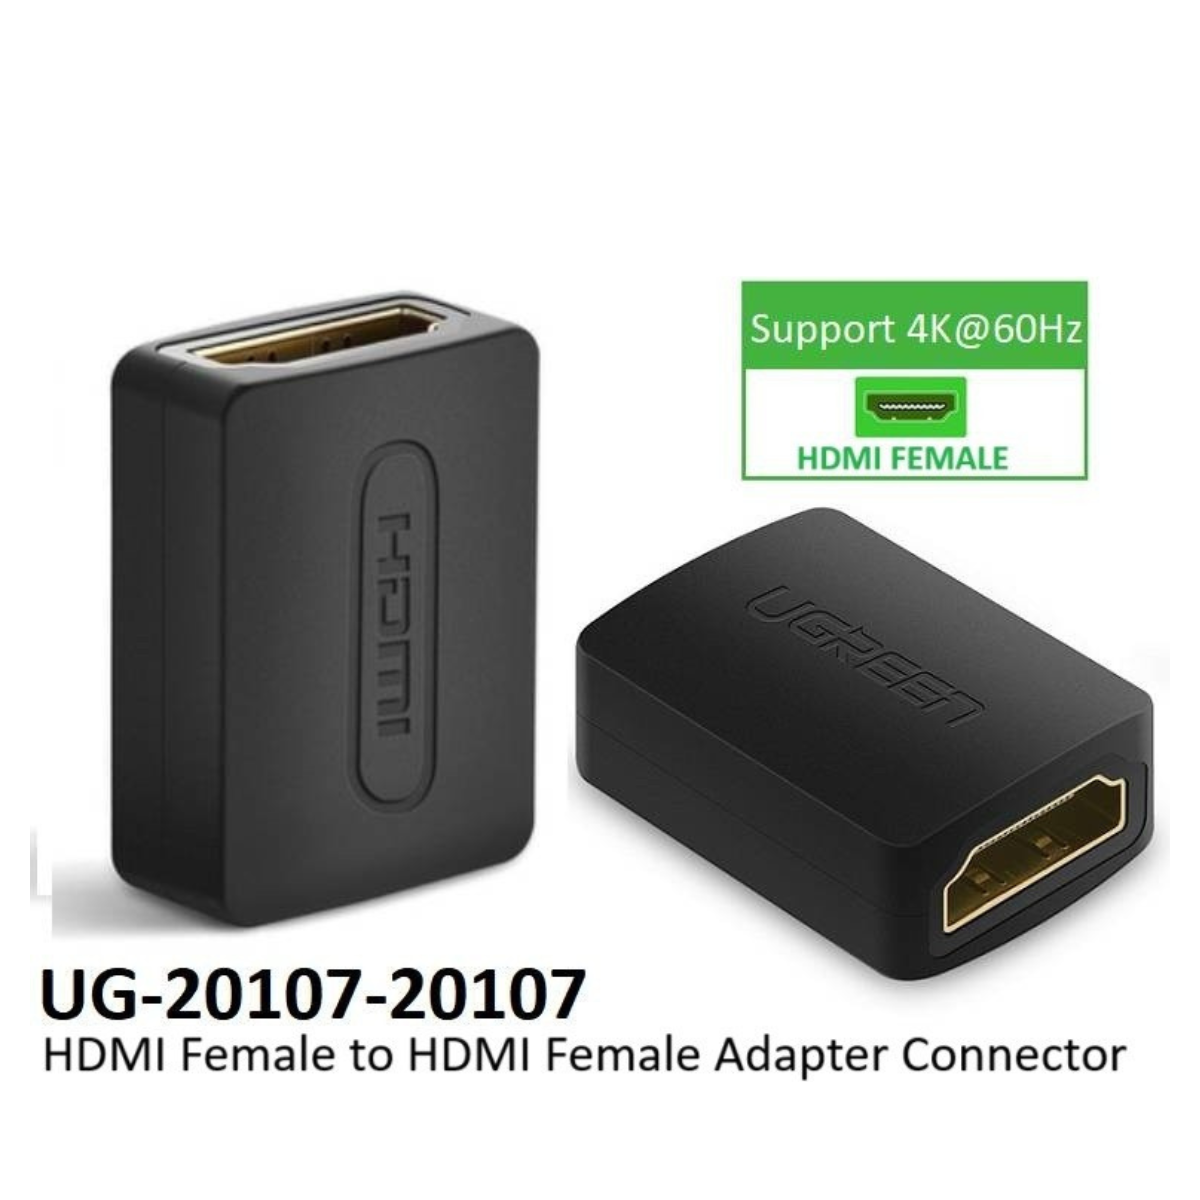 Support 4K@60Hz
HDMI FEMALE
HDMI
UGREEN
UG-20107-20107
HDMI Female to HDMI Female Adapter Connector